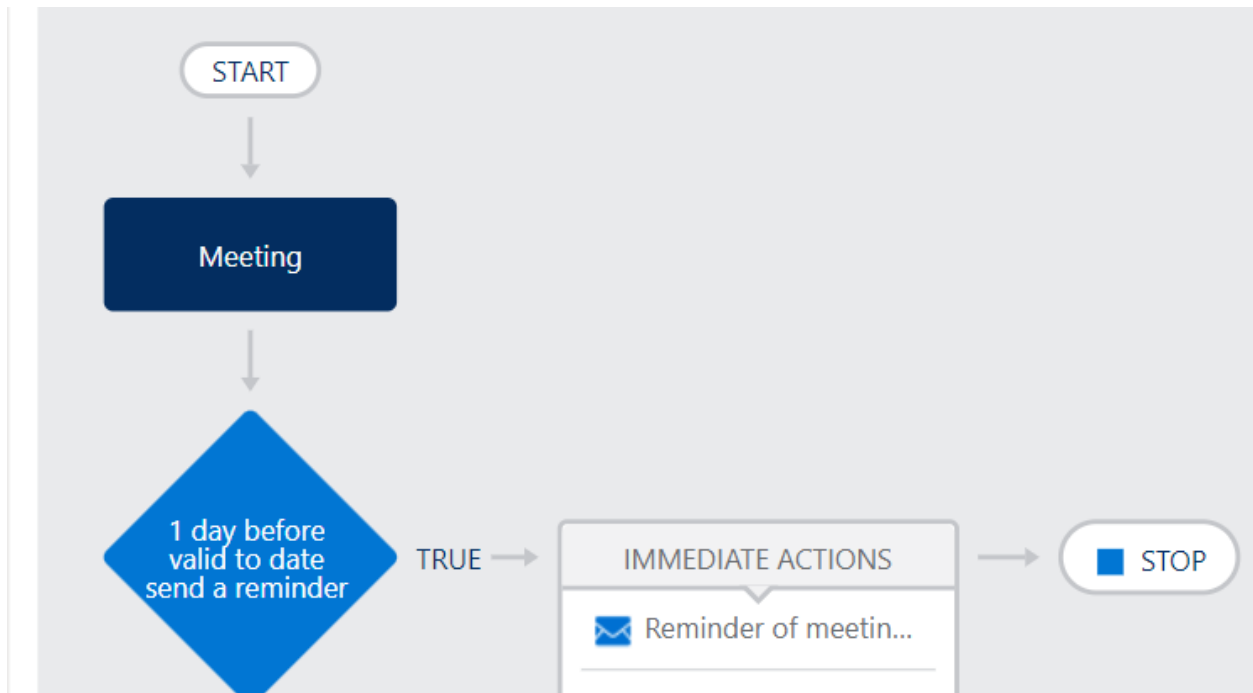 START
Meeting
1 day before
valid to date
send a reminder
TRUE
IMMEDIATE ACTIONS
STOP
Reminder of meetin...